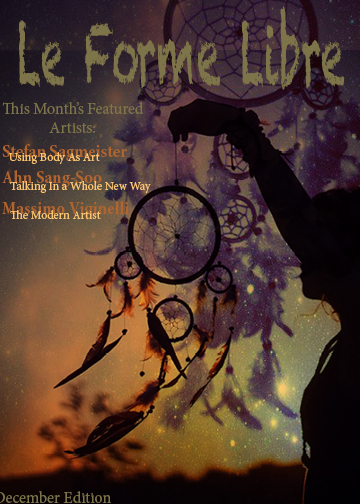 Le Forme Libre
This Month's Featured
Artists:
Stefan Sagmeister
Using Body As Art
Ahn Sang-Soo
Talking In a Whole New Way
Massimo Viginelli
The Modern Artist
December Edition